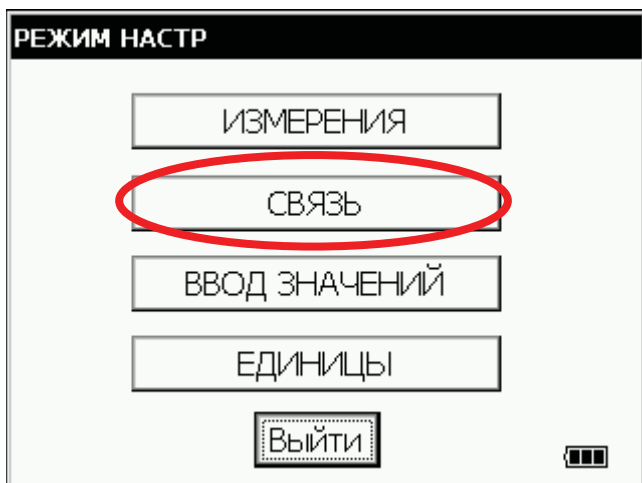 РЕЖИМ НАСТР
ИЗМЕРЕНИЯ
СВЯЗЬ
ВВОД ЗНАЧЕНИЙ
ЕДИНИЦЫ
Выйти